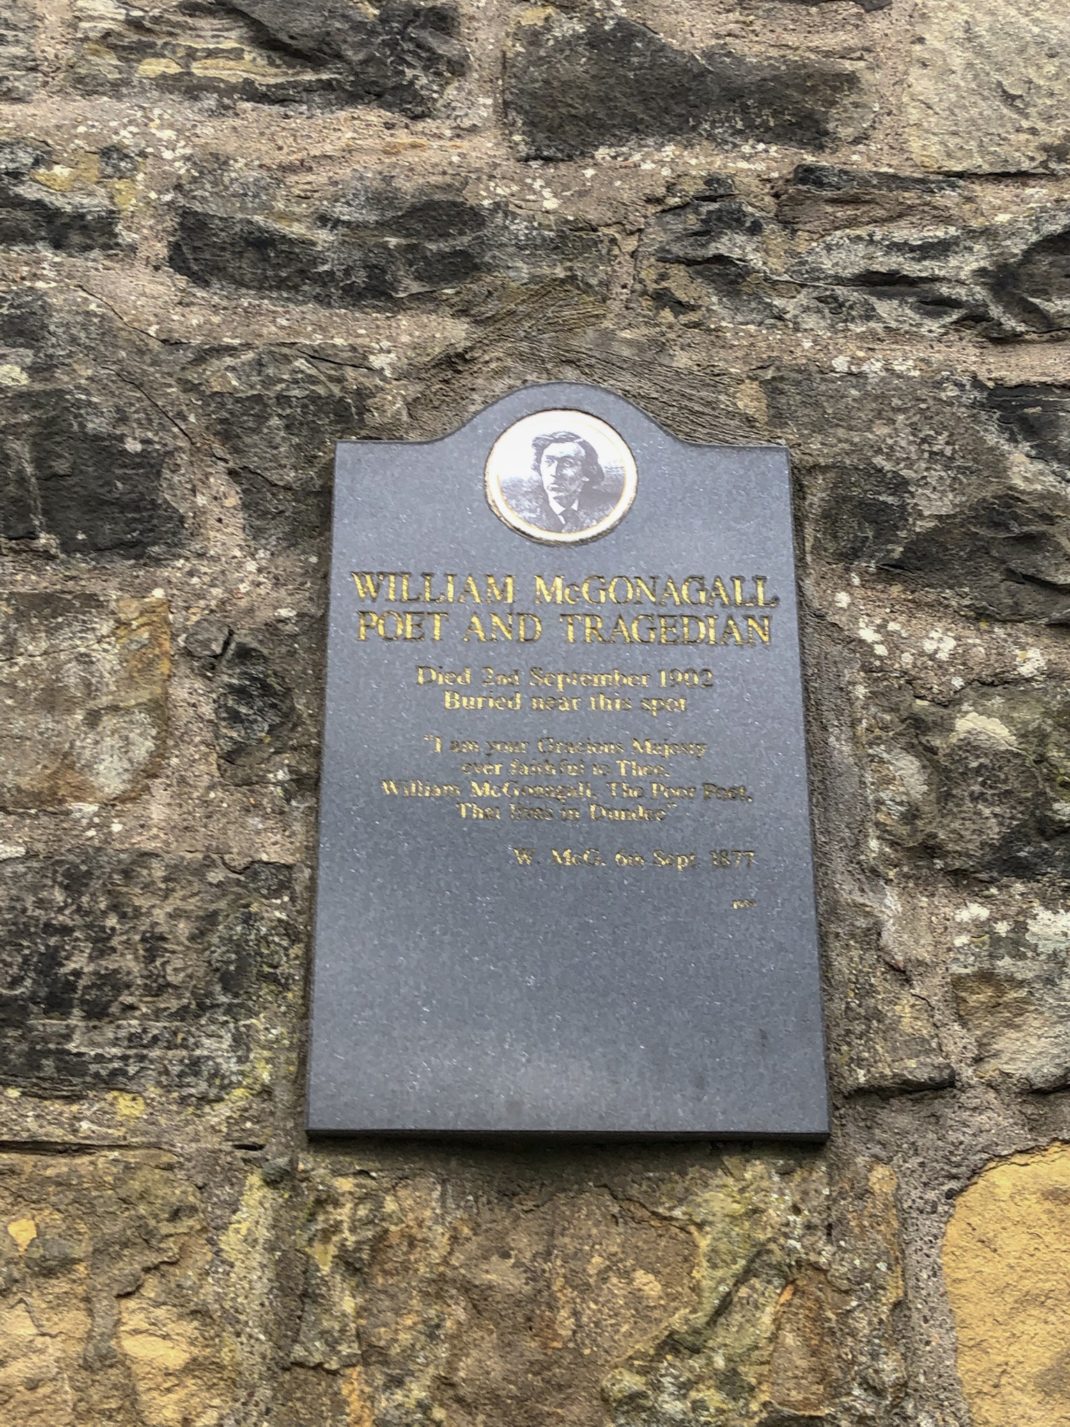 WILLIAM McGONAGALL
POET AND TRAGEDIAN
Died 2nd September 1902
Buried near this spot
"I am your Gracious Majesty
ever faithful to Thee,
William McGonagall, The Poor Poet,
That lives in Dundee."
W. McG. 6th Sept. 1877